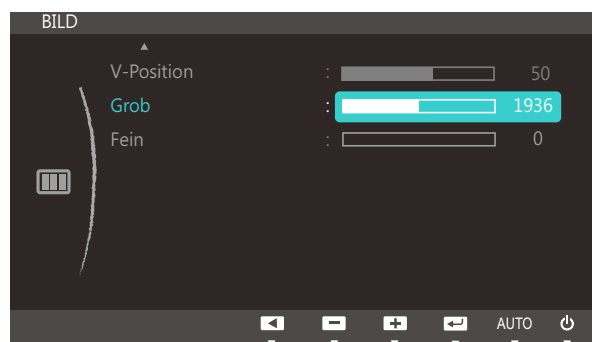 BILD
V-Position : 50
Grob : 1936
Fein : 0
AUTO